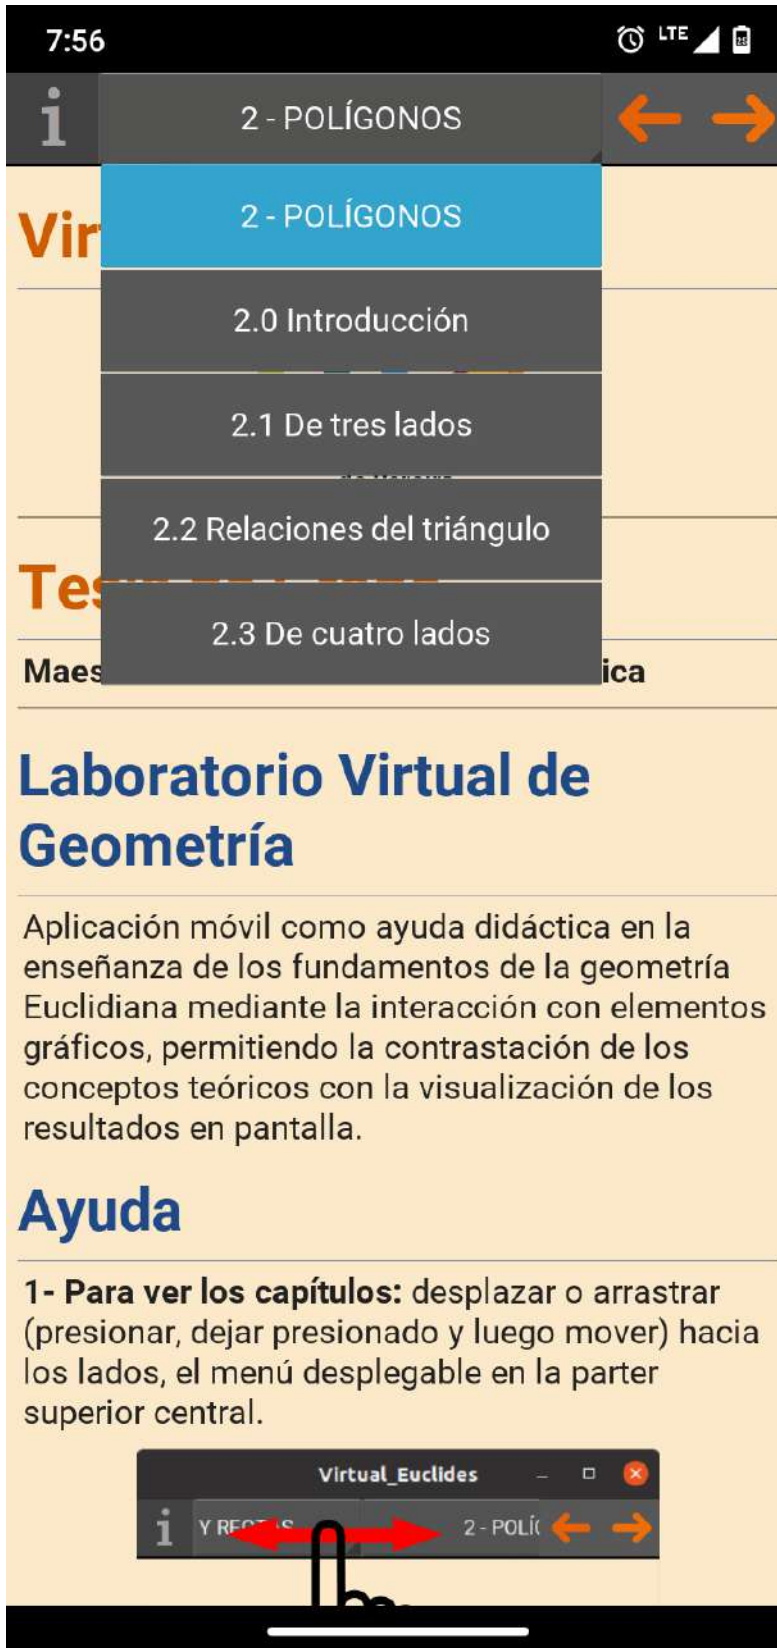 7:56
LTE
2 - POLÍGONOS
2 - POLÍGONOS
Vir
2.0 Introducción
2.1 De tres lados
2.2 Relaciones del triángulo
Tes
2.3 De cuatro lados
Maes ica
Laboratorio Virtual de
Geometría
Aplicación móvil como ayuda didáctica en la
enseñanza de los fundamentos de la geometría
Euclidiana mediante la interacción con elementos
gráficos, permitiendo la contrastación de los
conceptos teóricos con la visualización de los
resultados en pantalla.
Ayuda
1- Para ver los capítulos: desplazar o arrastrar
(presionar, dejar presionado y luego mover) hacia
los lados, el menú desplegable en la parter
superior central.
Virtual_Euclides
i Y RECTAS 2 - POLÍ